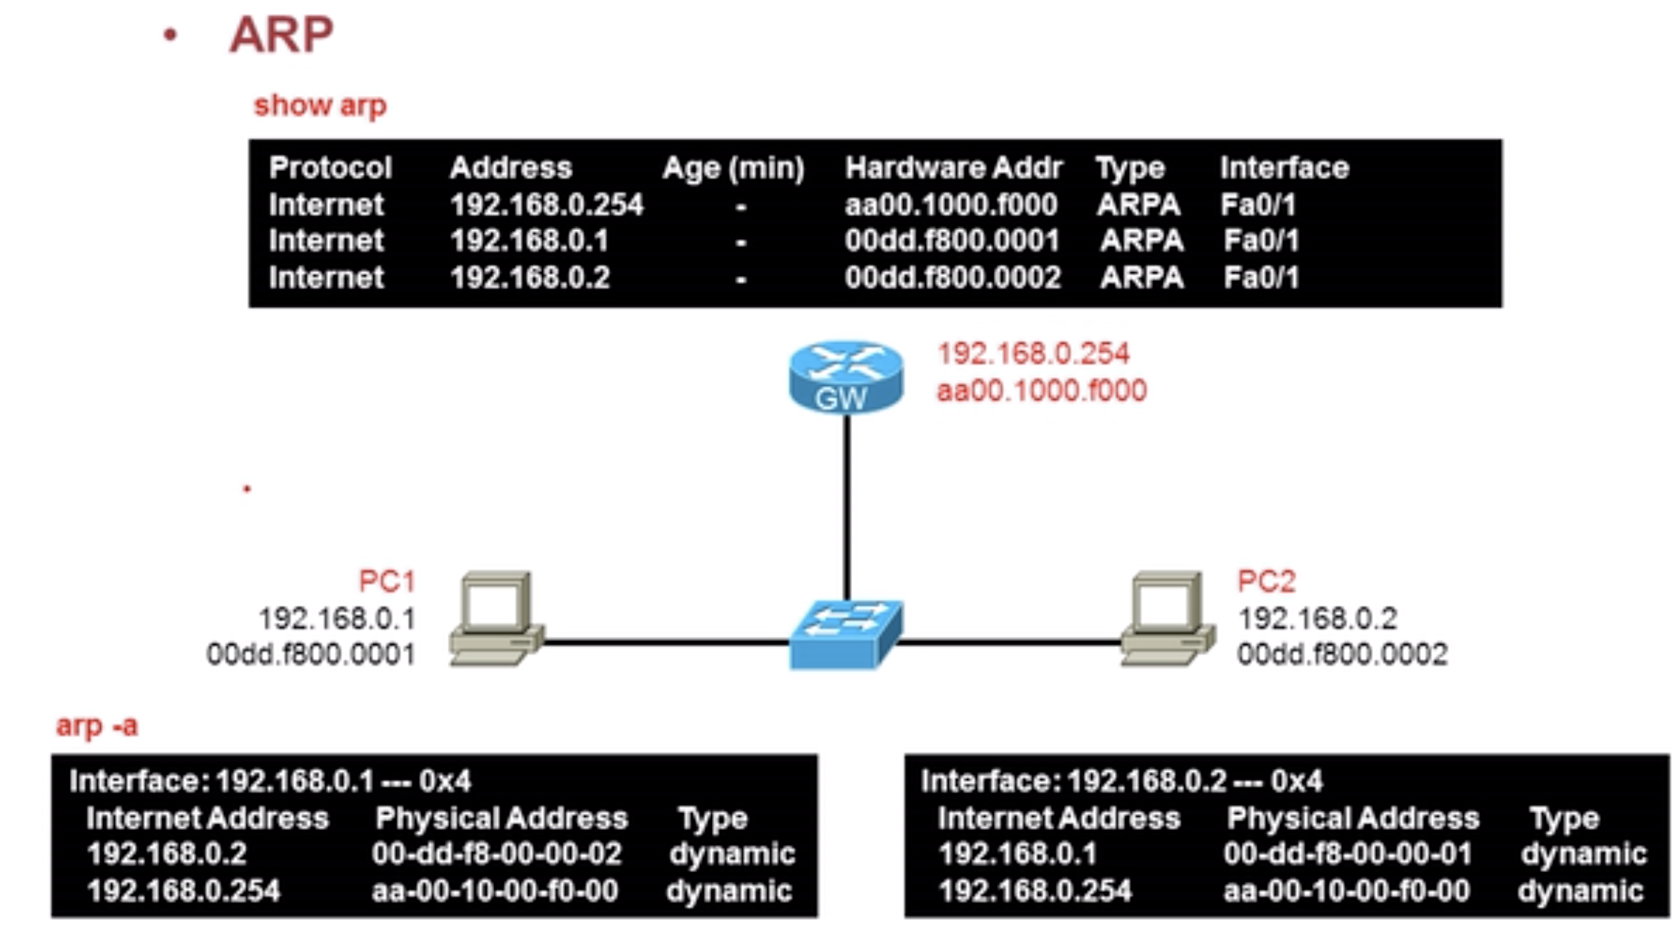 • ARP
show arp
Protocol Address Age (min) Hardware Addr Type Interface
Internet 192.168.0.254 - aa00.1000.f000 ARPA Fa0/1
Internet 192.168.0.1 - 00dd.f800.0001 ARPA Fa0/1
Internet 192.168.0.2 - 00dd.f800.0002 ARPA Fa0/1
192.168.0.254
aa00.1000.f000
GW
PC1
192.168.0.1
00dd.f800.0001
PC2
192.168.0.2
00dd.f800.0002
arp -a
Interface: 192.168.0.1 --- 0x4
Internet Address Physical Address Type
192.168.0.2 00-dd-f8-00-00-02 dynamic
192.168.0.254 aa-00-10-00-f0-00 dynamic
Interface: 192.168.0.2 --- 0x4
Internet Address Physical Address Type
192.168.0.1 00-dd-f8-00-00-01 dynamic
192.168.0.254 aa-00-10-00-f0-00 dynamic